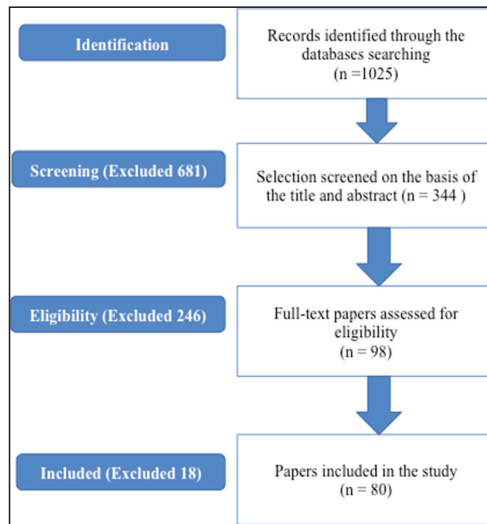 Identification
Records identified through the
databases searching
(n =1025)
Screening (Excluded 681)
Selection screened on the basis of
the title and abstract (n = 344 )
Eligibility (Excluded 246)
Full-text papers assessed for
eligibility
(n = 98)
Included (Excluded 18)
Papers included in the study
(n = 80)